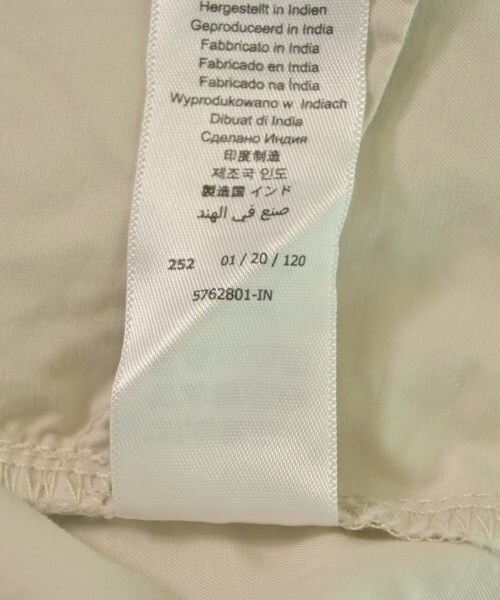 Hergestellt in Indien
Geproduceerd in India
Fabbricato in India
Fabricado en India
Fabricado na Índia
Wyprodukowano w Indiach
Dibuat di India
Сделано Индия
印度制造
제조국 인도
製造国 インド
صنع في الهند
252 01 / 20 / 120
5762801-IN